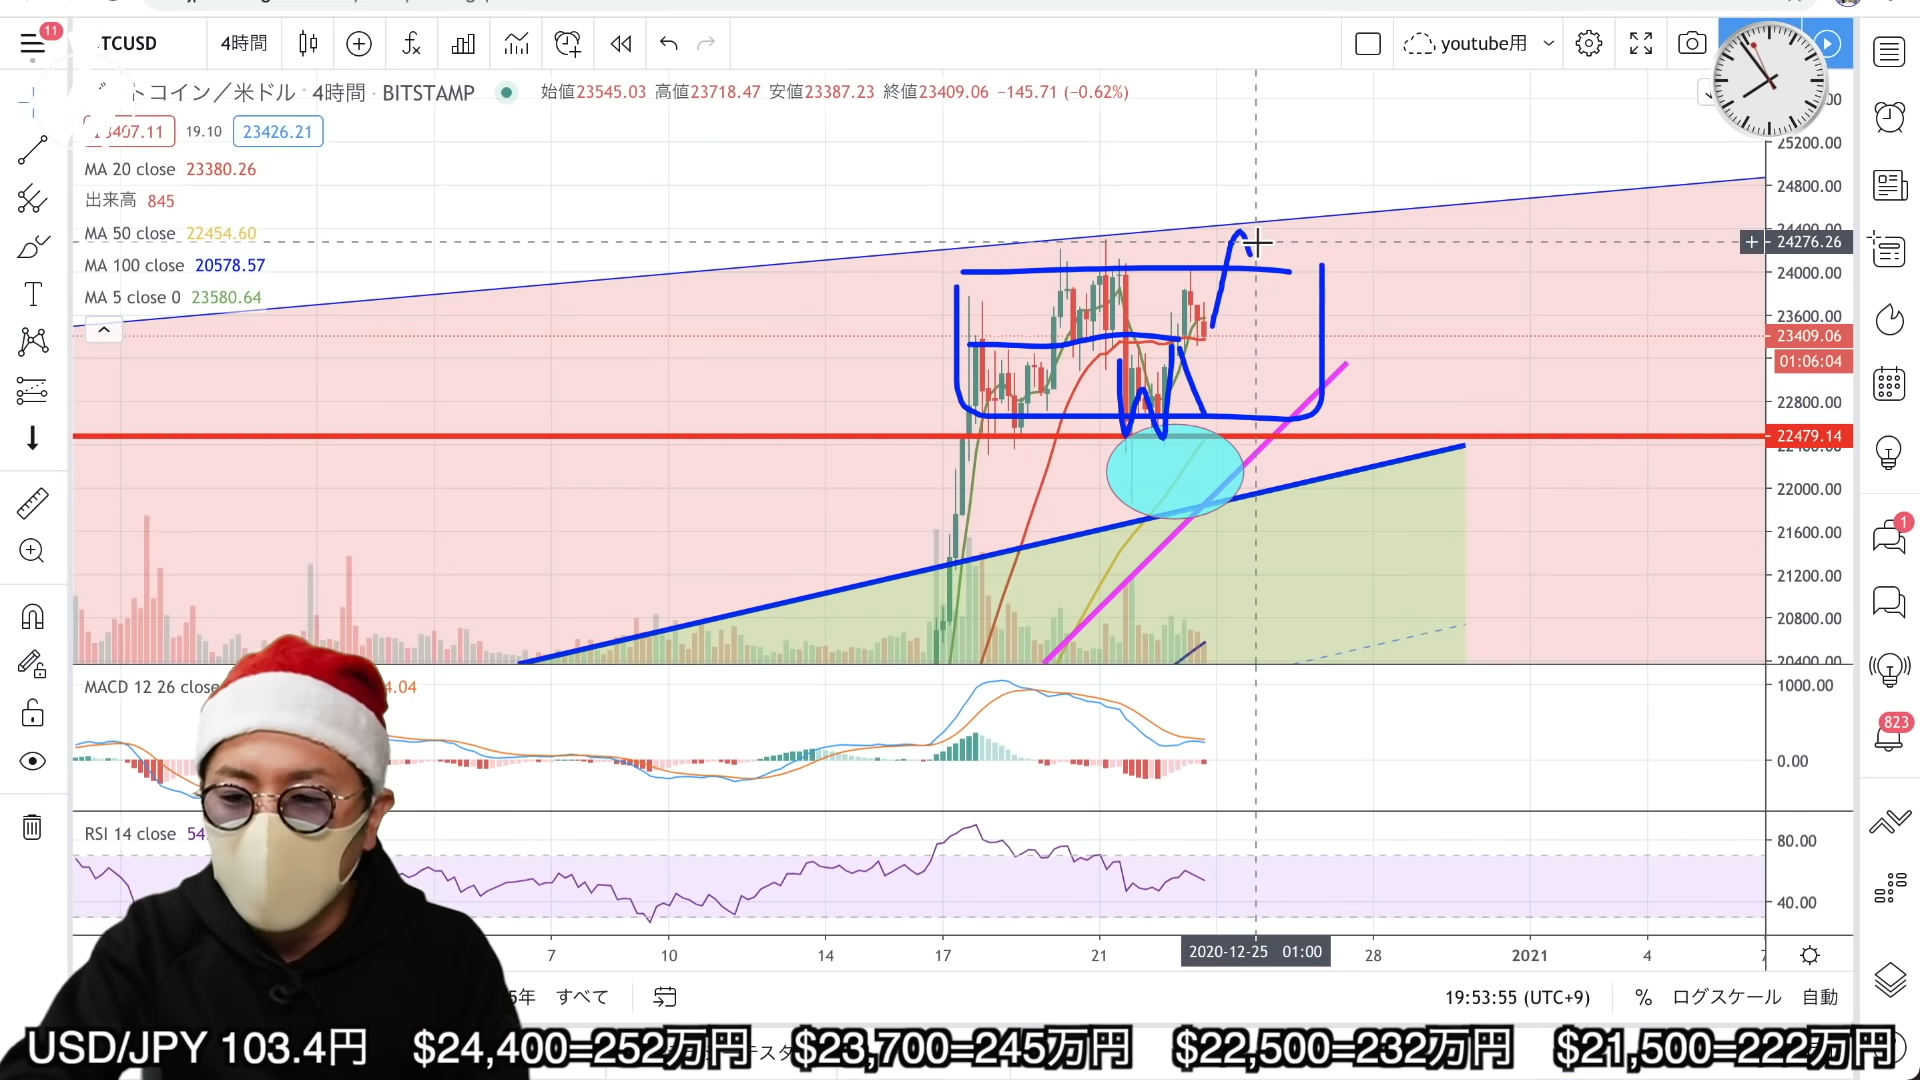 11
TCUSD
4時間
youtube用
トコイン／米ドル · 4時間 · BITSTAMP
始値23545.03 高値23718.47 安値23387.23 終値23409.06 −145.71 (−0.62%)
19.10
23426.21
MA 20 close 23380.26
出来高 845
MA 50 close 22454.60
MA 100 close 20578.57
MA 5 close 0 23580.64
25200.00
24800.00
24276.26
24000.00
23600.00
23409.06
01:06:04
22800.00
22479.14
22000.00
21600.00
21200.00
20800.00
20400.00
MACD 12 26 close
1000.00
0.00
RSI 14 close
80.00
40.00
7
10
14
17
21
2020-12-25 01:00
28
2021
4
7
1
823
すべて
19:53:55 (UTC+9)
%
ログスケール
自動
USD/JPY 103.4円 $24,400=252万円 $23,700=245万円 $22,500=232万円 $21,500=222万円